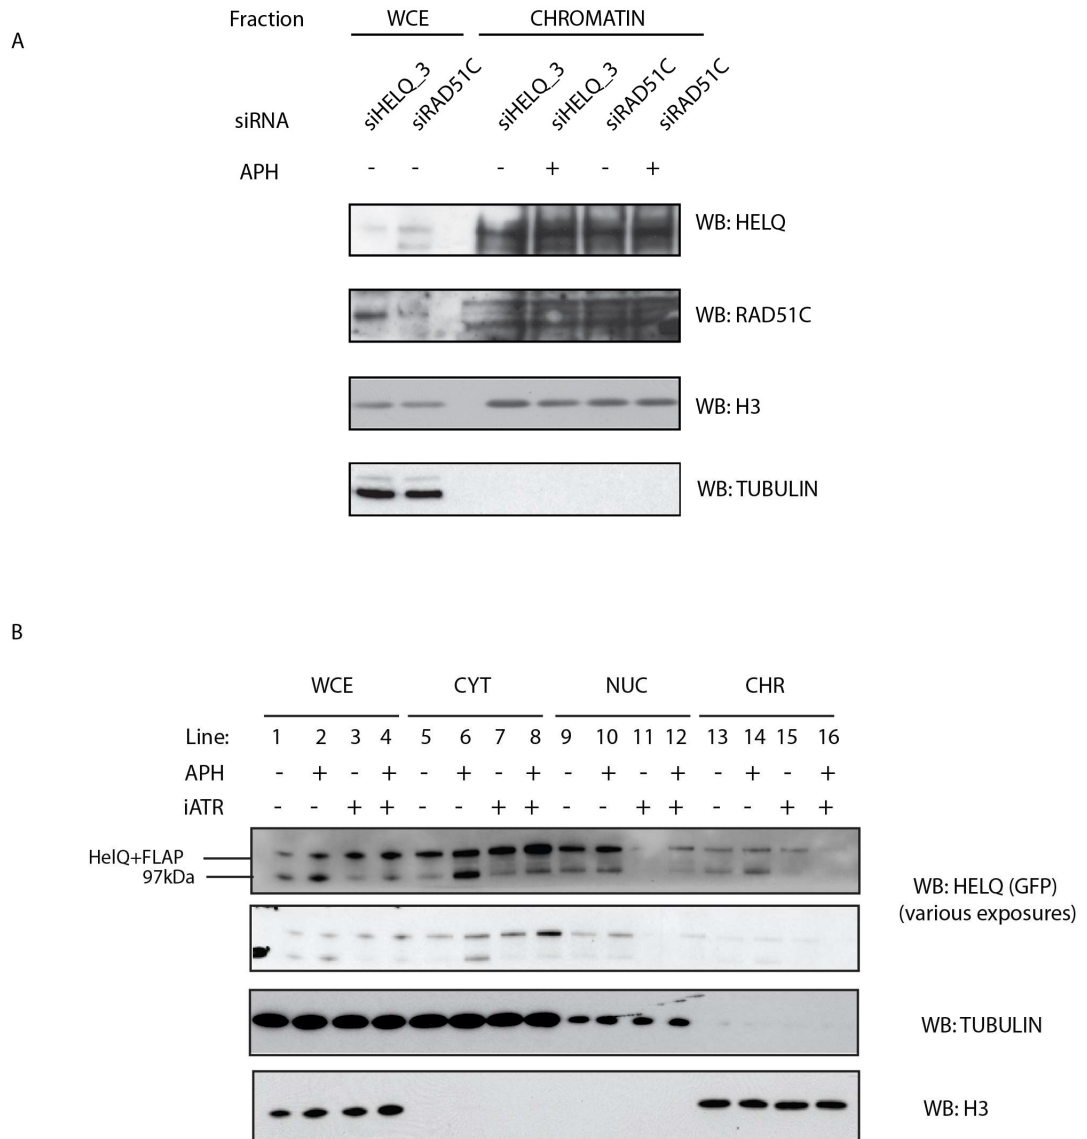 A
Fraction WCE CHROMATIN
siRNA siHELQ_3 siRAD51C siHELQ_3 siHELQ_3 siRAD51C siRAD51C
APH - - - + - +
WB: HELQ
WB: RAD51C
WB: H3
WB: TUBULIN
B
WCE CYT NUC CHR
Line: 1 2 3 4 5 6 7 8 9 10 11 12 13 14 15 16
APH - + - + - + - + - + - + - + - +
iATR - - + + - - + + - - + + - - + +
HelQ+FLAP
97kDa
WB: HELQ (GFP)
(various exposures)
WB: TUBULIN
WB: H3